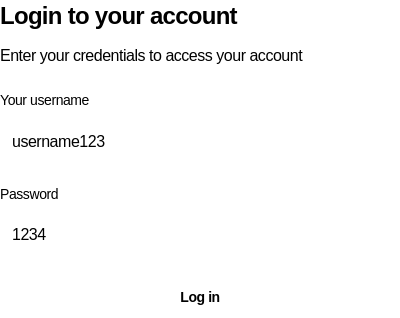 Login to your account
Enter your credentials to access your account
Your username
username123
Password
1234
Log in